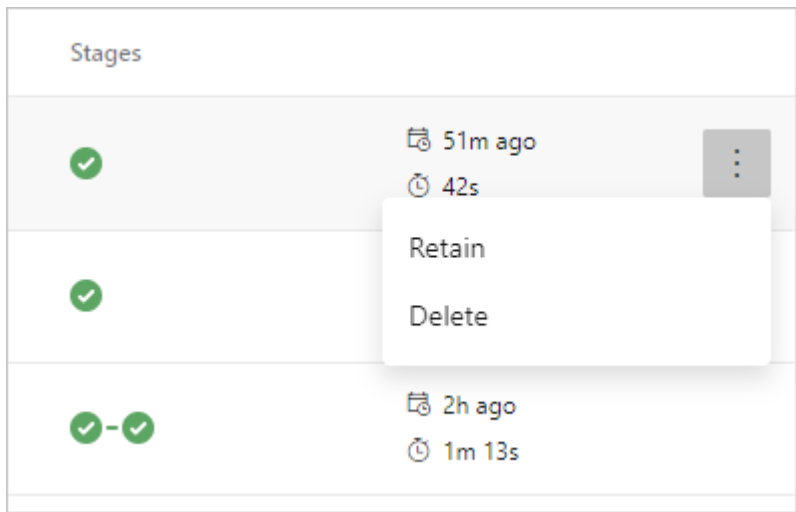 Stages
51m ago
42s
Retain
Delete
2h ago
1m 13s